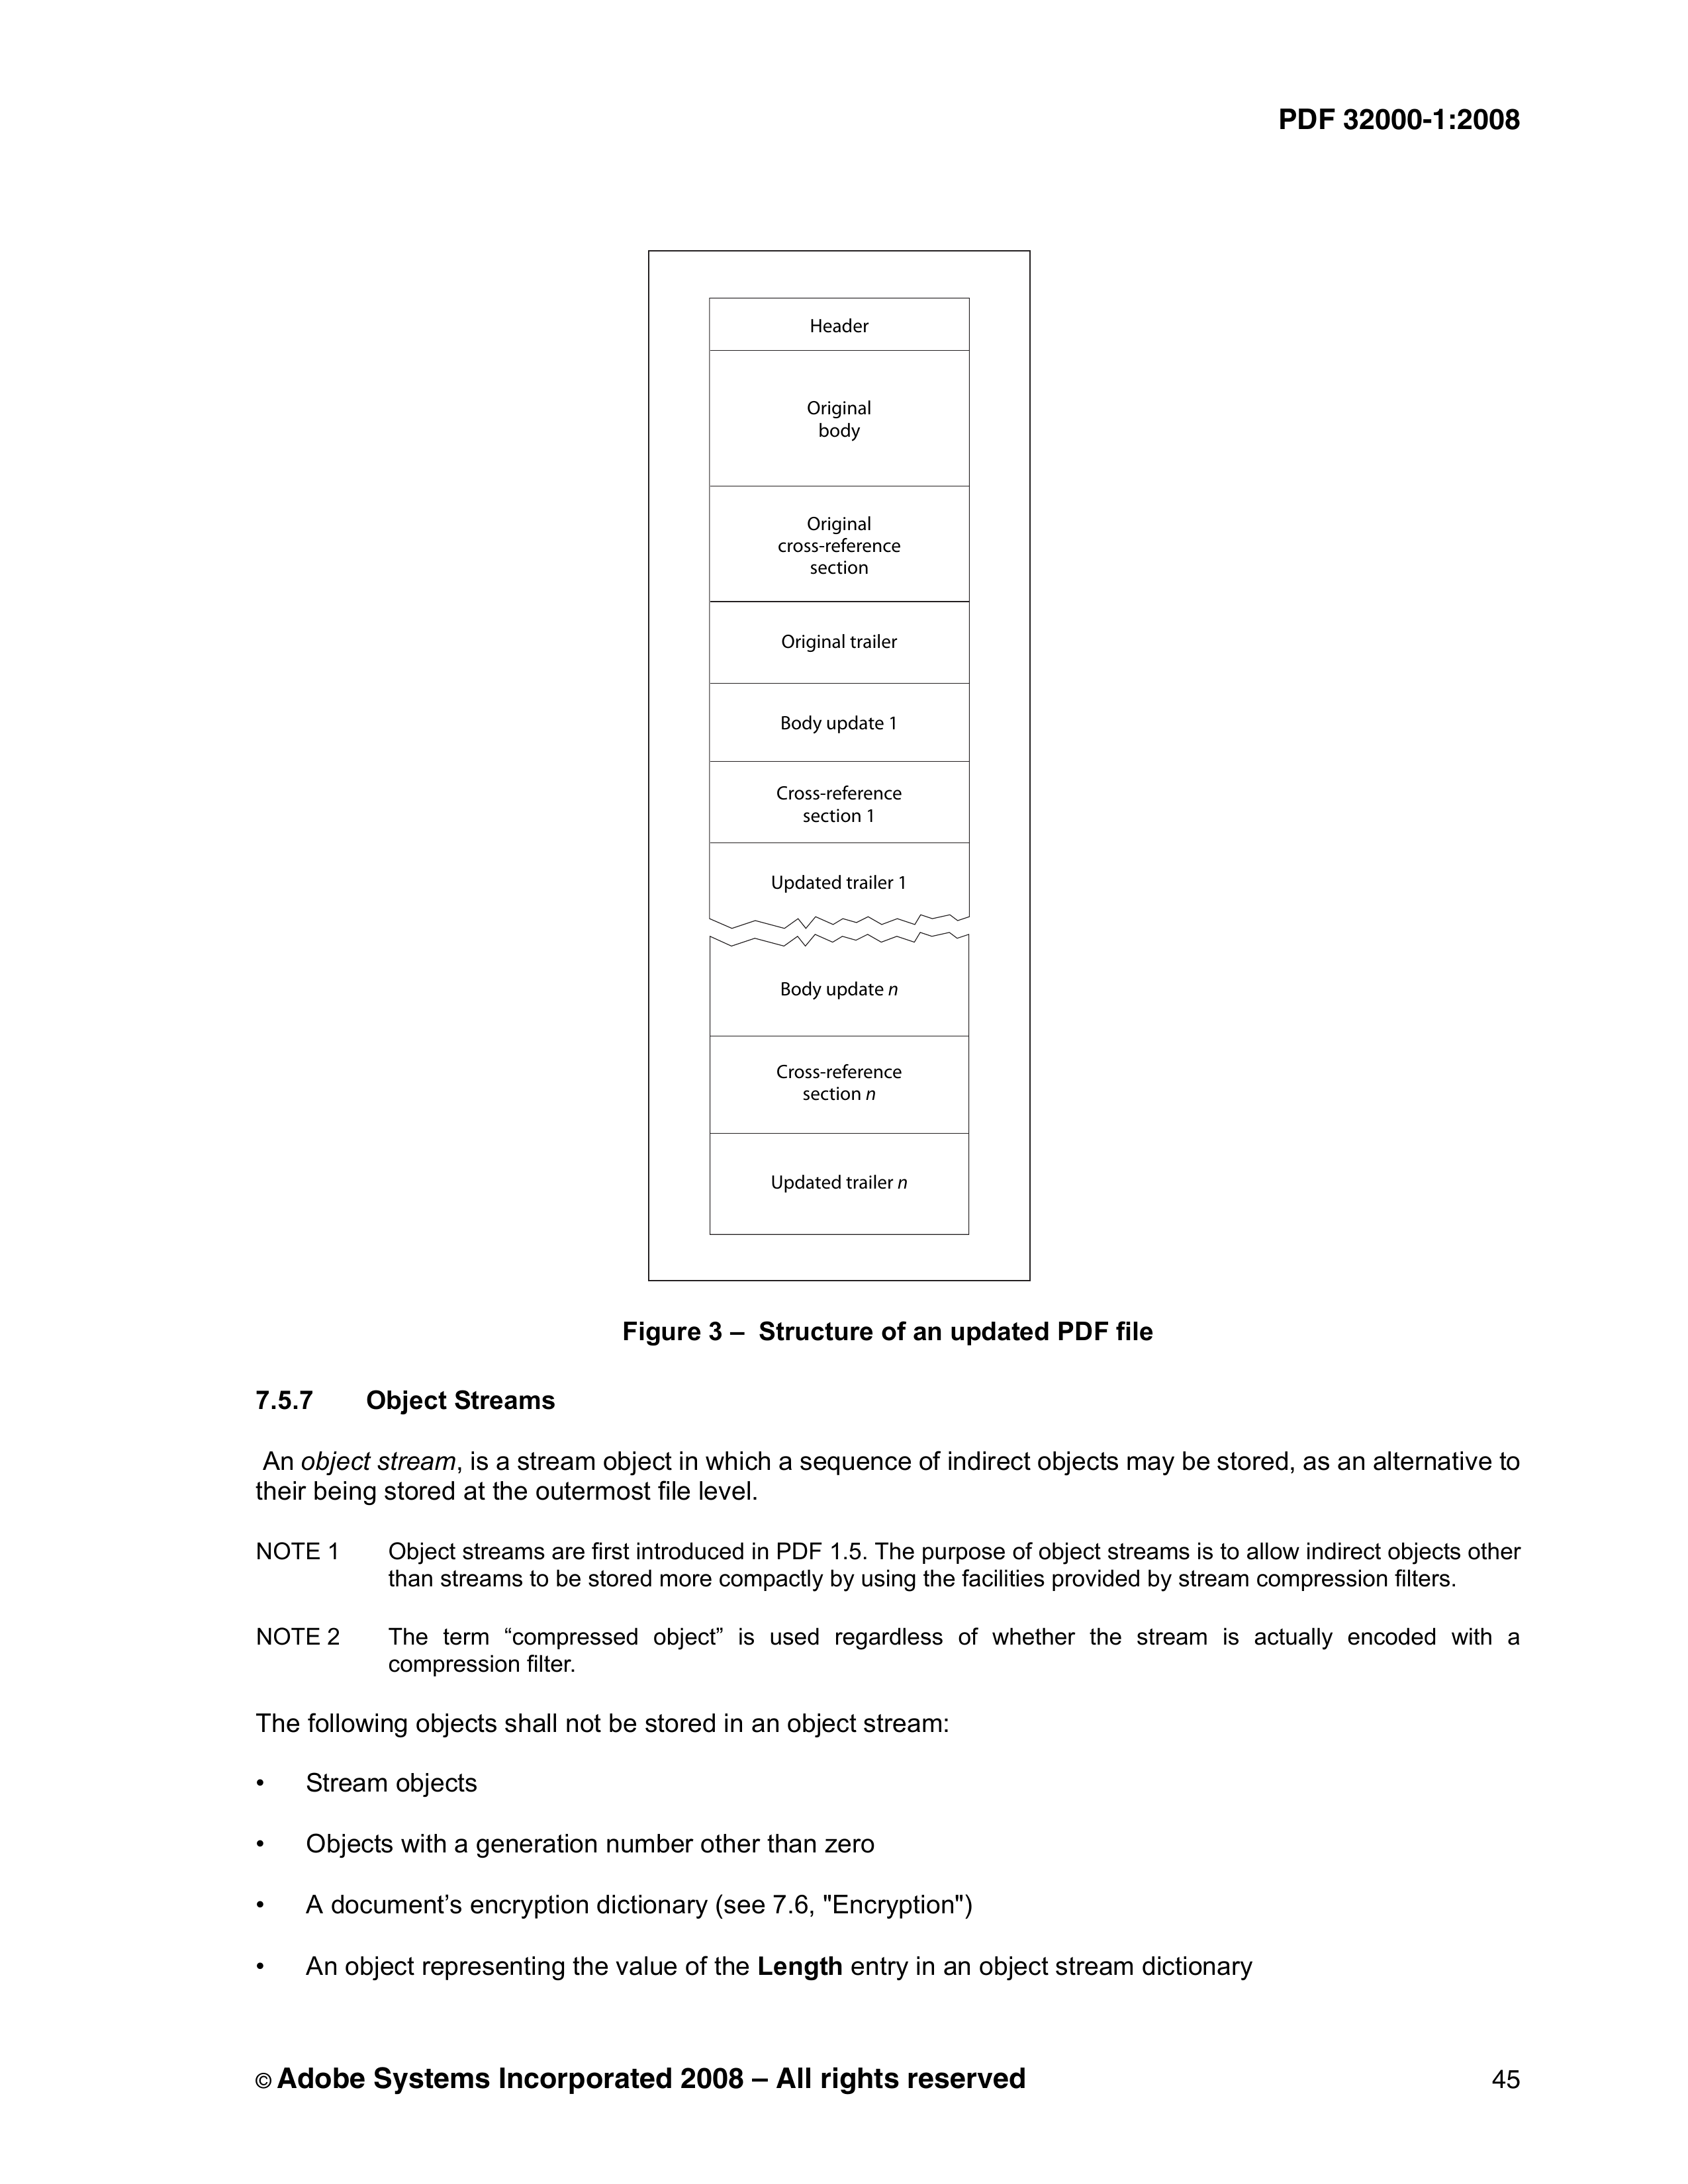 PDF 32000-1:2008
Header
Original
body
Original
cross-reference
section
Original trailer
Body update 1
Cross-reference
section 1
Updated trailer 1
Body update n
Cross-reference
section n
Updated trailer n
Figure 3 – Structure of an updated PDF file
7.5.7 Object Streams
An object stream, is a stream object in which a sequence of indirect objects may be stored, as an alternative to
their being stored at the outermost file level.
NOTE 1 Object streams are first introduced in PDF 1.5. The purpose of object streams is to allow indirect objects other
than streams to be stored more compactly by using the facilities provided by stream compression filters.
NOTE 2 The term “compressed object” is used regardless of whether the stream is actually encoded with a
compression filter.
The following objects shall not be stored in an object stream:
• Stream objects
• Objects with a generation number other than zero
• A document’s encryption dictionary (see 7.6, "Encryption")
• An object representing the value of the Length entry in an object stream dictionary
© Adobe Systems Incorporated 2008 – All rights reserved 45